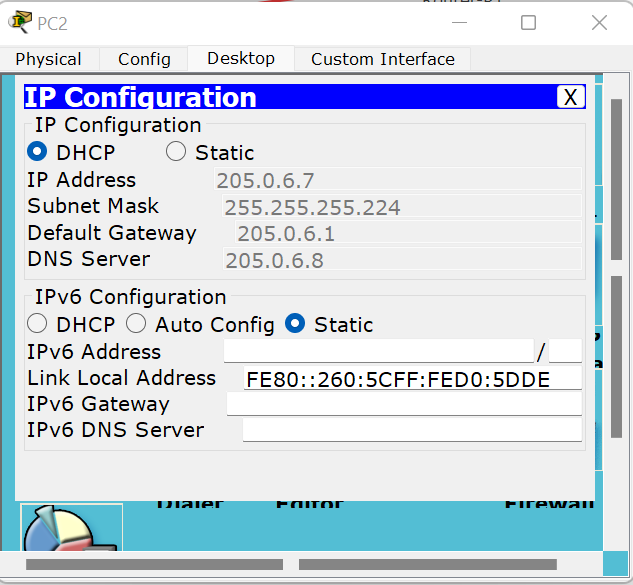 PC2
Physical Config Desktop Custom Interface
IP Configuration X
IP Configuration
DHCP Static
IP Address 205.0.6.7
Subnet Mask 255.255.255.224
Default Gateway 205.0.6.1
DNS Server 205.0.6.8
IPv6 Configuration
DHCP Auto Config Static
IPv6 Address /
Link Local Address FE80::260:5CFF:FED0:5DDE
IPv6 Gateway
IPv6 DNS Server
Dialer Editor Firewall